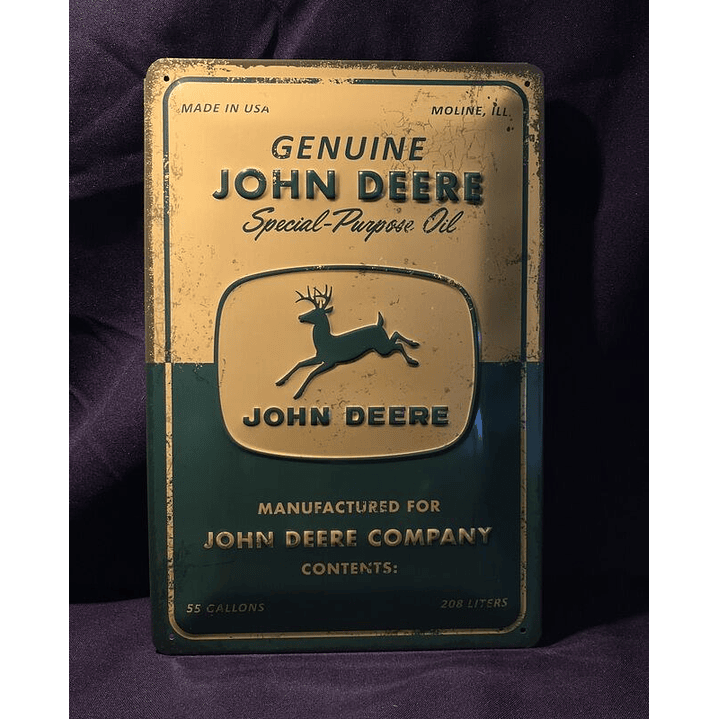 MADE IN USA
MOLINE, ILL.
GENUINE
JOHN DEERE
Special-Purpose Oil
JOHN DEERE
MANUFACTURED FOR
JOHN DEERE COMPANY
CONTENTS:
55 GALLONS
208 LITERS